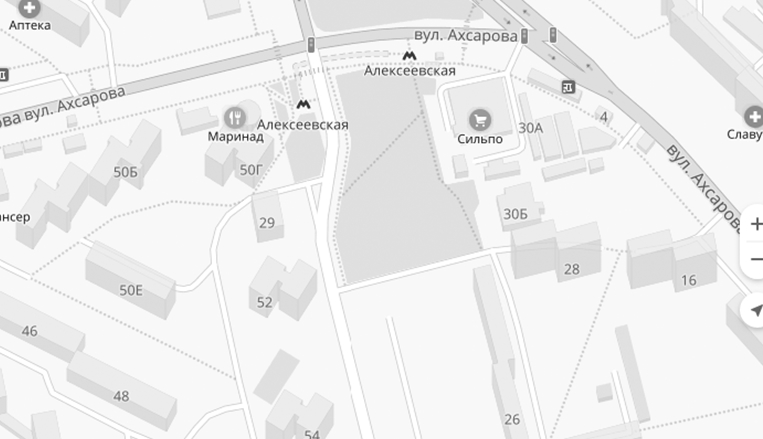 Аптека
вул. Ахсарова
Алексеевская
ова вул. Ахсарова
Алексеевская
4
30А
Сильпо
Маринад
Славу
50Б
50Г
вул. Ахсарова
нсер
29
30Б
28
16
50Е
52
46
48
26
54